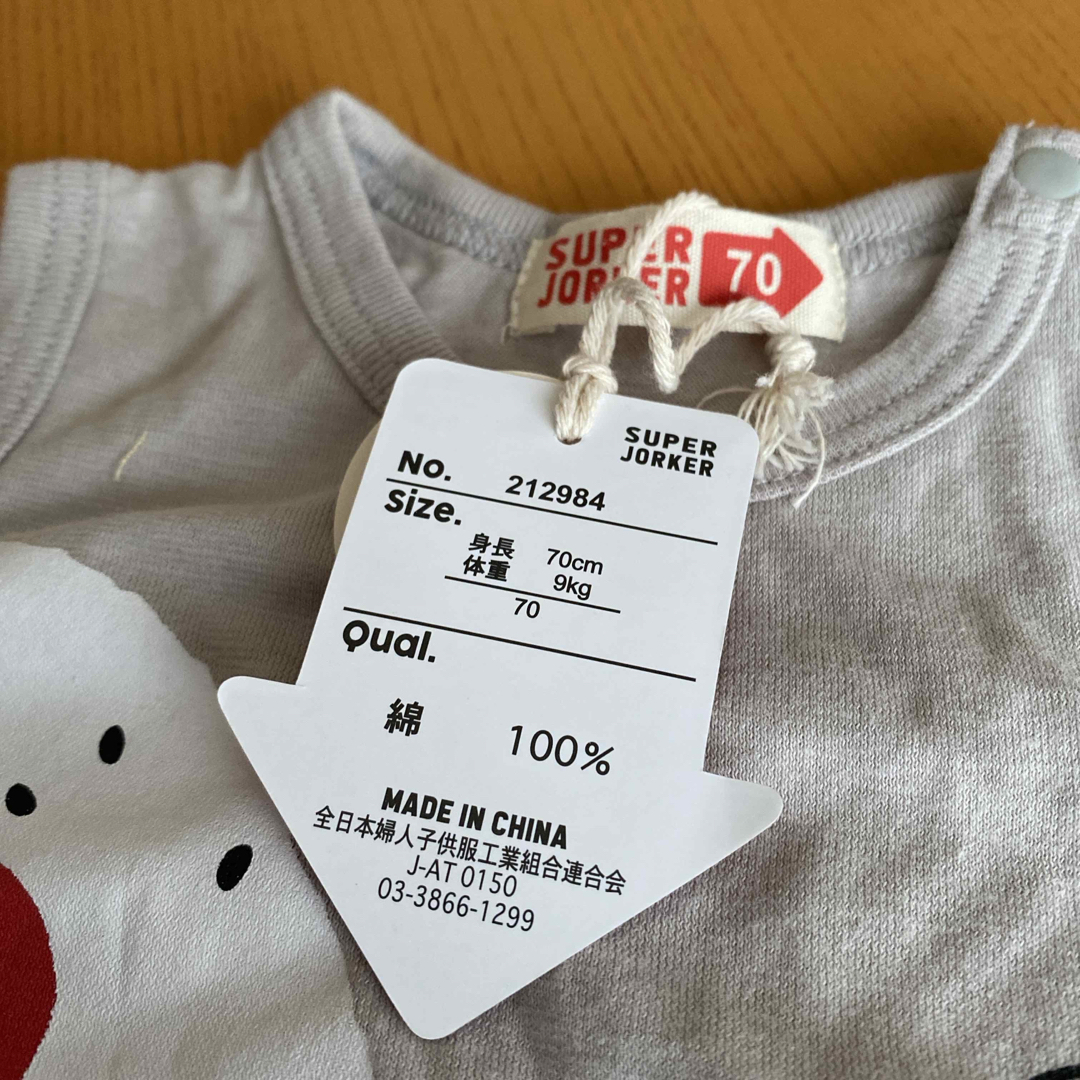 SUPER
JORKER
70
SUPER
JORKER
No. 212984
Size.
身長 70cm
体重 9kg
70
Qual.
綿 100%
MADE IN CHINA
全日本婦人子供服工業組合連合会
J-AT 0150
03-3866-1299